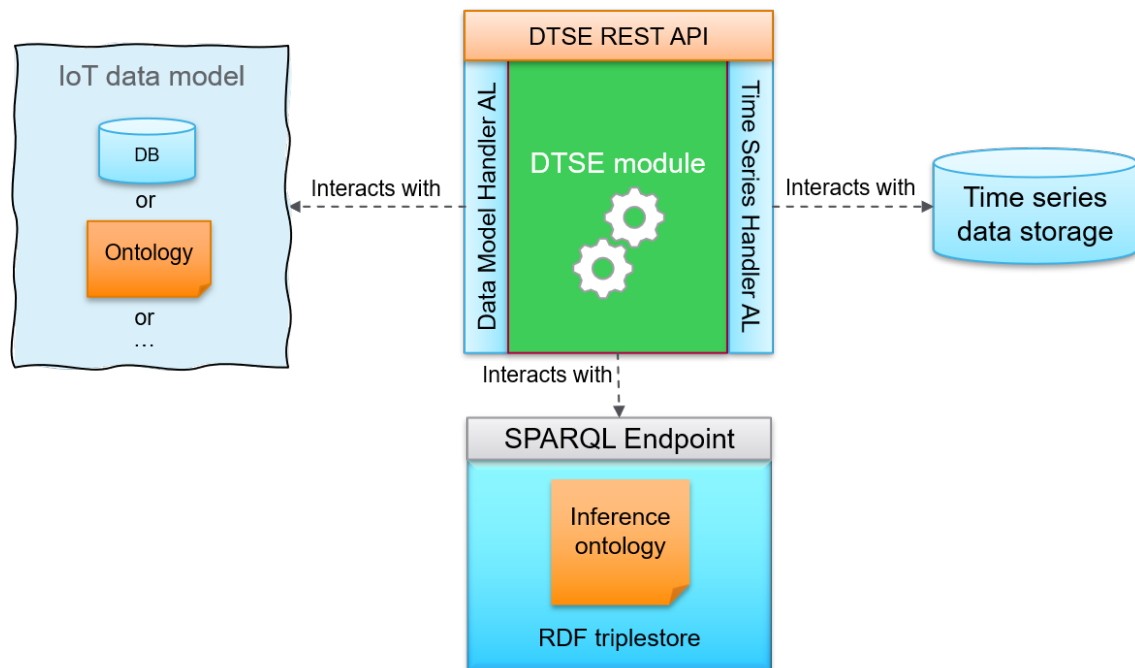 IoT data model
DB
or
Ontology
or
...
Interacts with
DTSE REST API
Data Model Handler AL
DTSE module
Time Series Handler AL
Interacts with
Time series
data storage
Interacts with
SPARQL Endpoint
Inference
ontology
RDF triplestore